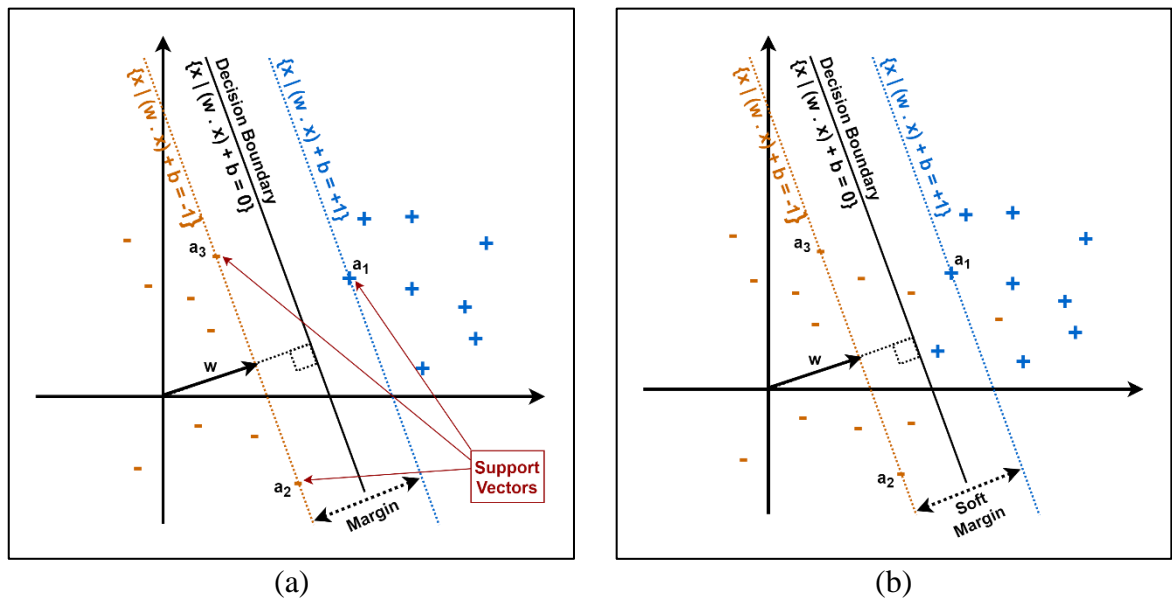 {x | (w . x) + b = -1}
Decision Boundary
{x | (w . x) + b = 0}
{x | (w . x) + b = +1}
a3
a1
w
a2
Support
Vectors
Margin
(a)
{x | (w . x) + b = -1}
Decision Boundary
{x | (w . x) + b = 0}
{x | (w . x) + b = +1}
a3
a1
w
a2
Soft
Margin
(b)